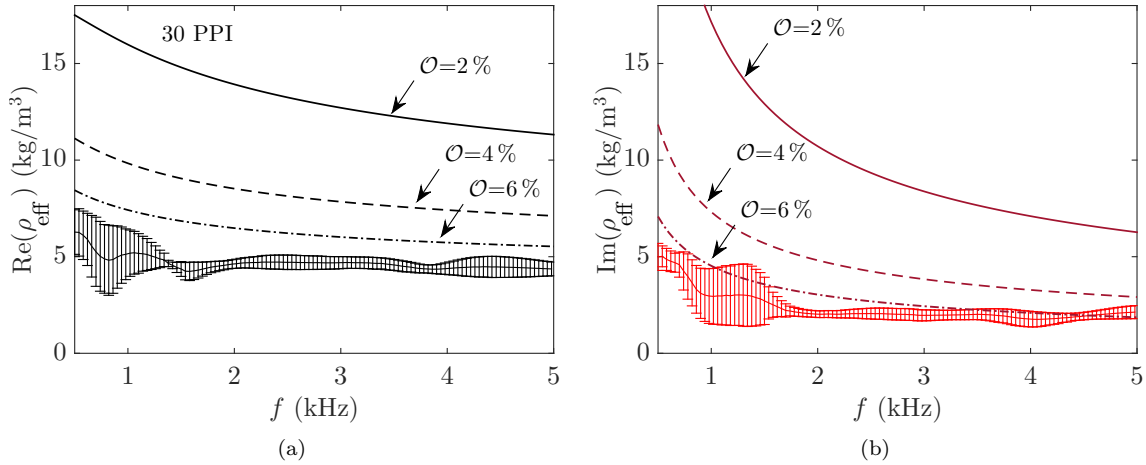 30 PPI
𝒪=2 %
𝒪=4 %
𝒪=6 %
Re(ρeff) (kg/m³)
15
10
5
0
1 2 3 4 5
f (kHz)
(a)
𝒪=2 %
𝒪=4 %
𝒪=6 %
Im(ρeff) (kg/m³)
15
10
5
0
1 2 3 4 5
f (kHz)
(b)